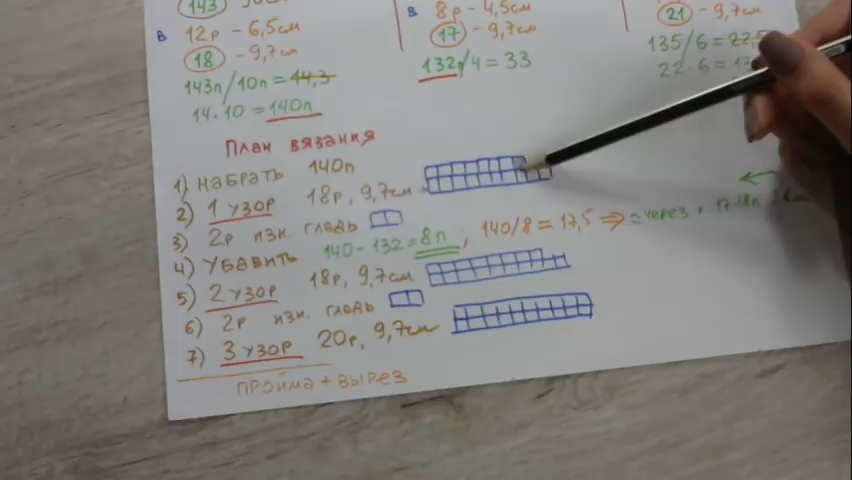 143
В 12р - 6,5см
18 - 9,7см
143п/10п = 14,3
14·10 = 140п
В 8р - 4,5см
17 - 9,7см
132п/4 = 33
21 - 9,7см
135/6 = 22,5
22·6 =
План вязания
1) набрать 140п
2) 1 узор 18р, 9,7см
3) 2р изн. гладь
4) убавить 140-132=8п, 140/8 = 17,5 ⇒ ≈ через
5) 2 узор 18р, 9,7см
6) 2р изн. гладь
7) 3 узор 20р, 9,7см
пройма+вырез